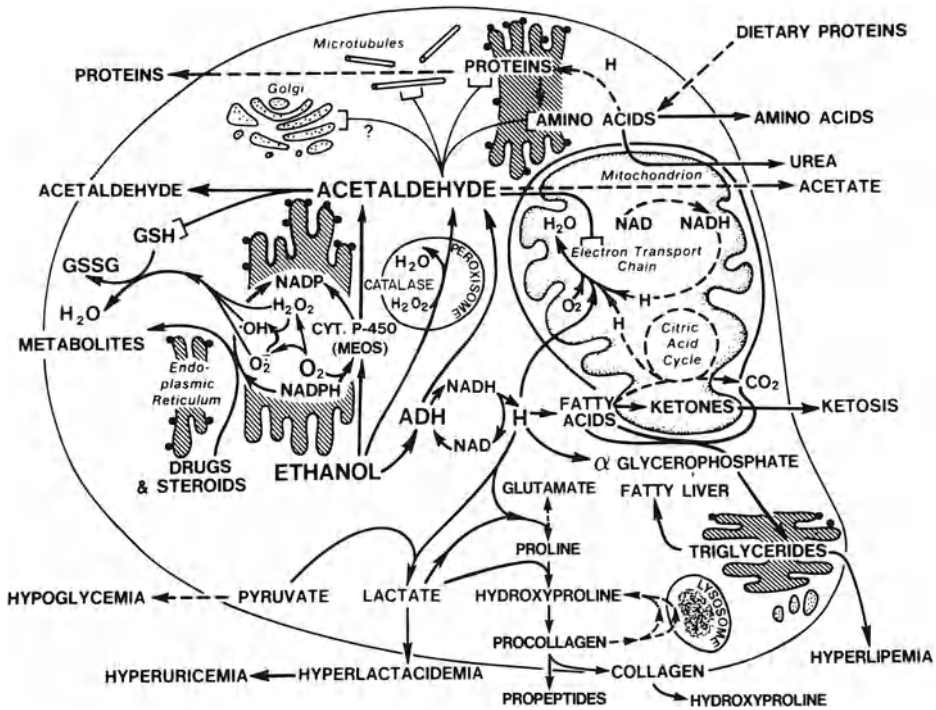 DIETARY PROTEINS
Microtubules
PROTEINS
PROTEINS
H
Golgi
?
AMINO ACIDS
AMINO ACIDS
UREA
Mitochondrion
ACETALDEHYDE
ACETALDEHYDE
ACETATE
GSH
H₂O
NAD
NADH
GSSG
PEROXISOME
H₂O
CATALASE
H₂O₂
Electron Transport
Chain
NADP
H₂O₂
·OH
O₂
H
H₂O
CYT. P-450
(MEOS)
H
Citric
Acid
Cycle
METABOLITES
O₂⁻
O₂
Endo-
plasmic
Reticulum
NADPH
NADH
CO₂
ADH
H
FATTY
ACIDS
KETONES
KETOSIS
NAD
DRUGS
& STEROIDS
ETHANOL
α GLYCEROPHOSPHATE
GLUTAMATE
FATTY LIVER
PROLINE
TRIGLYCERIDES
LYSOSOME
HYPOGLYCEMIA
PYRUVATE
LACTATE
HYDROXYPROLINE
PROCOLLAGEN
HYPERLIPEMIA
HYPERURICEMIA
HYPERLACTACIDEMIA
COLLAGEN
PROPEPTIDES
HYDROXYPROLINE